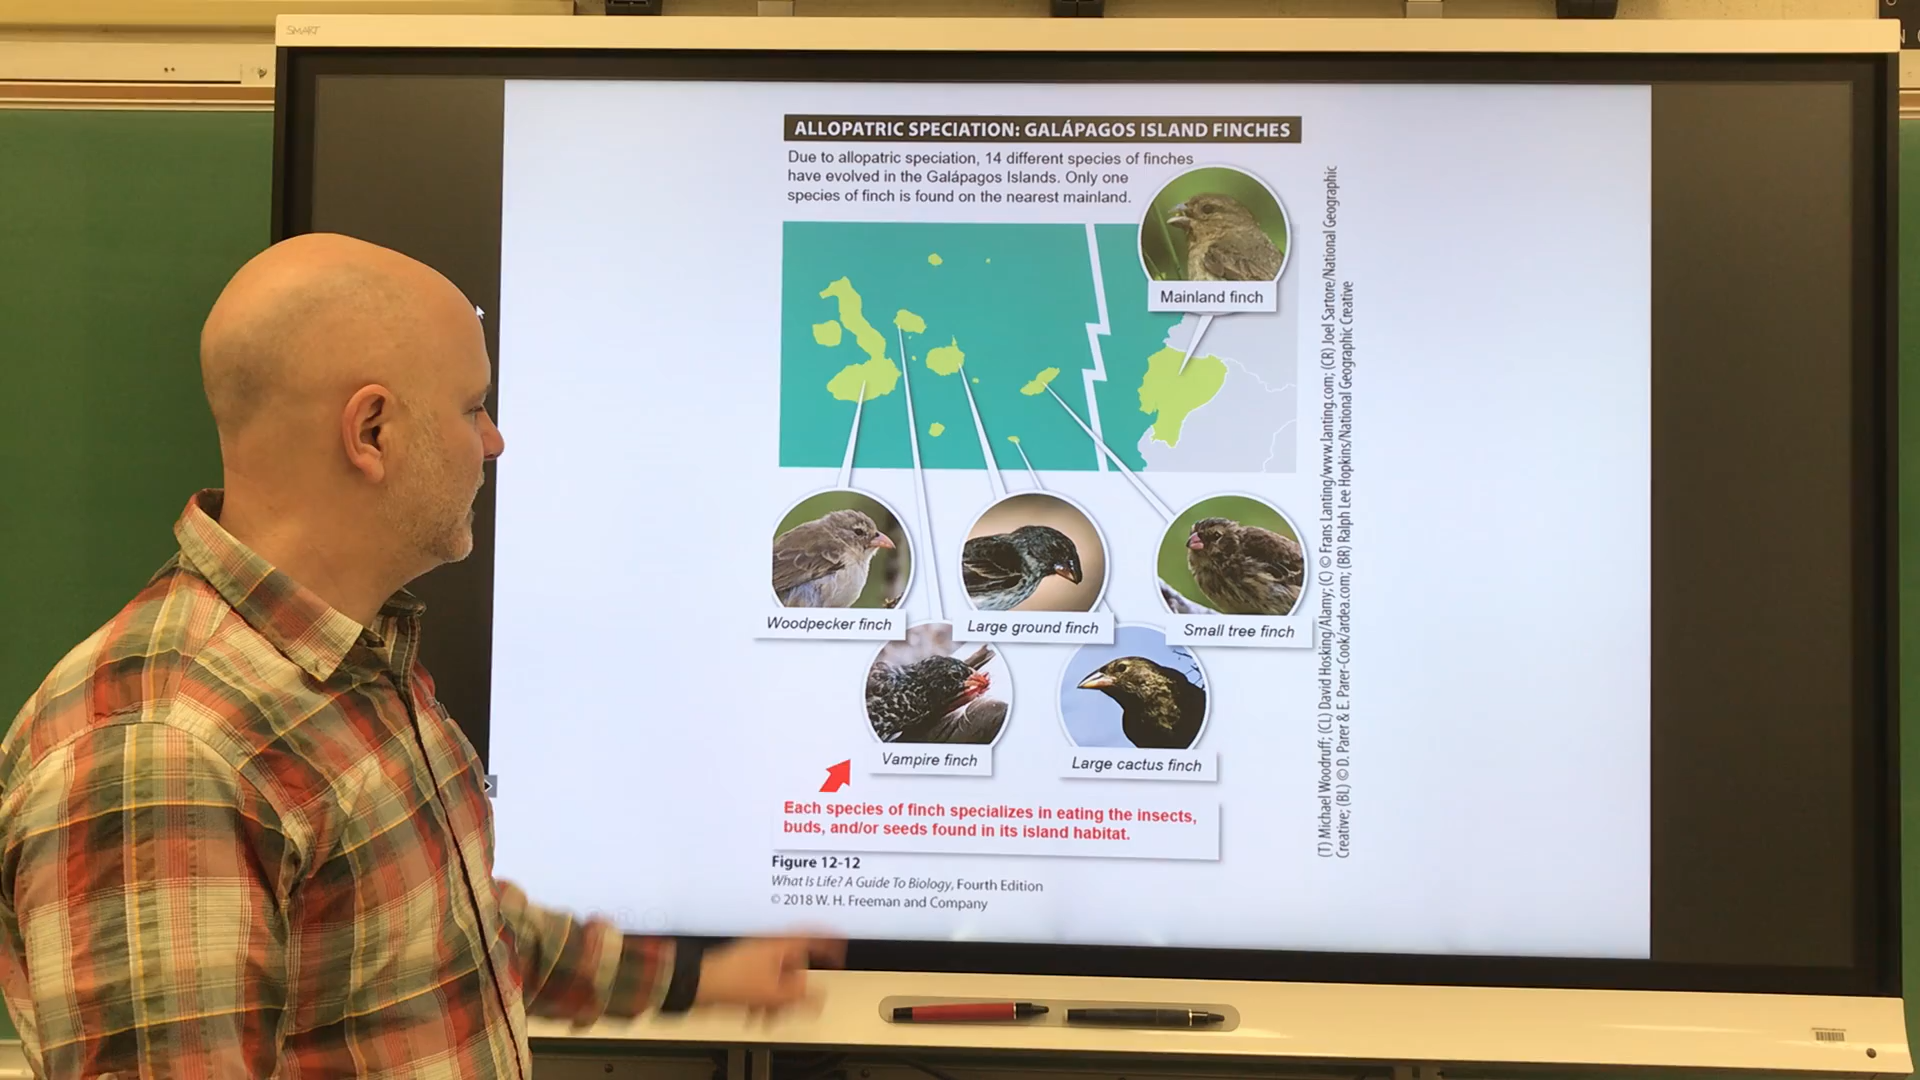 SMART
ALLOPATRIC SPECIATION: GALÁPAGOS ISLAND FINCHES
Due to allopatric speciation, 14 different species of finches
have evolved in the Galápagos Islands. Only one
species of finch is found on the nearest mainland.
Mainland finch
Woodpecker finch
Large ground finch
Small tree finch
Vampire finch
Large cactus finch
Each species of finch specializes in eating the insects,
buds, and/or seeds found in its island habitat.
Figure 12-12
What Is Life? A Guide To Biology, Fourth Edition
© 2018 W. H. Freeman and Company
(T) Michael Woodruff; (CL) David Hosking/Alamy; (C) © Frans Lanting/www.lanting.com; (CR) Joel Sartore/National Geographic
Creative; (BL) © D. Parer & E. Parer-Cook/ardea.com; (BR) Ralph Lee Hopkins/National Geographic Creative